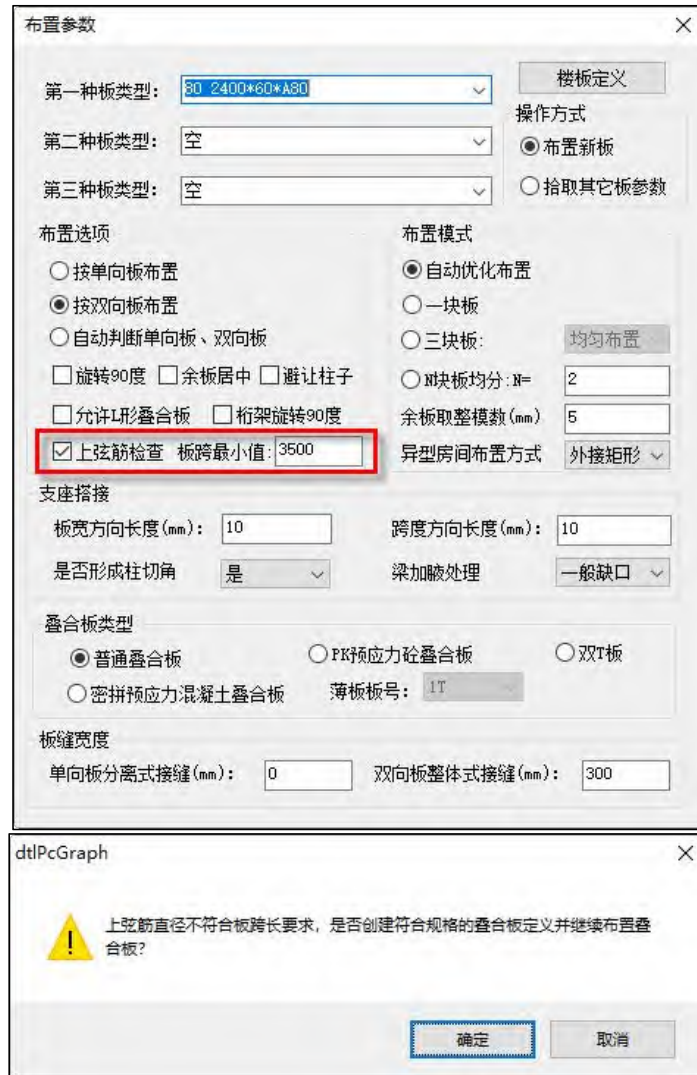 布置参数
第一种板类型: 80 2400*60*A80 楼板定义
第二种板类型: 空
第三种板类型: 空
操作方式
布置新板
拾取其它板参数
布置选项
按单向板布置
按双向板布置
自动判断单向板、双向板
旋转90度 余板居中 避让柱子
允许L形叠合板 桁架旋转90度
上弦筋检查 板跨最小值: 3500
布置模式
自动优化布置
一块板
三块板: 均匀布置
N块板均分:N= 2
余板取整模数(mm) 5
异型房间布置方式 外接矩形
支座搭接
板宽方向长度(mm): 10 跨度方向长度(mm): 10
是否形成柱切角 是 梁加腋处理 一般缺口
叠合板类型
普通叠合板 PK预应力砼叠合板 双T板
密拼预应力混凝土叠合板 薄板板号: 1T
板缝宽度
单向板分离式接缝(mm): 0 双向板整体式接缝(mm): 300
dtlPcGraph
上弦筋直径不符合板跨长要求，是否创建符合规格的叠合板定义并继续布置叠
合板?
确定 取消